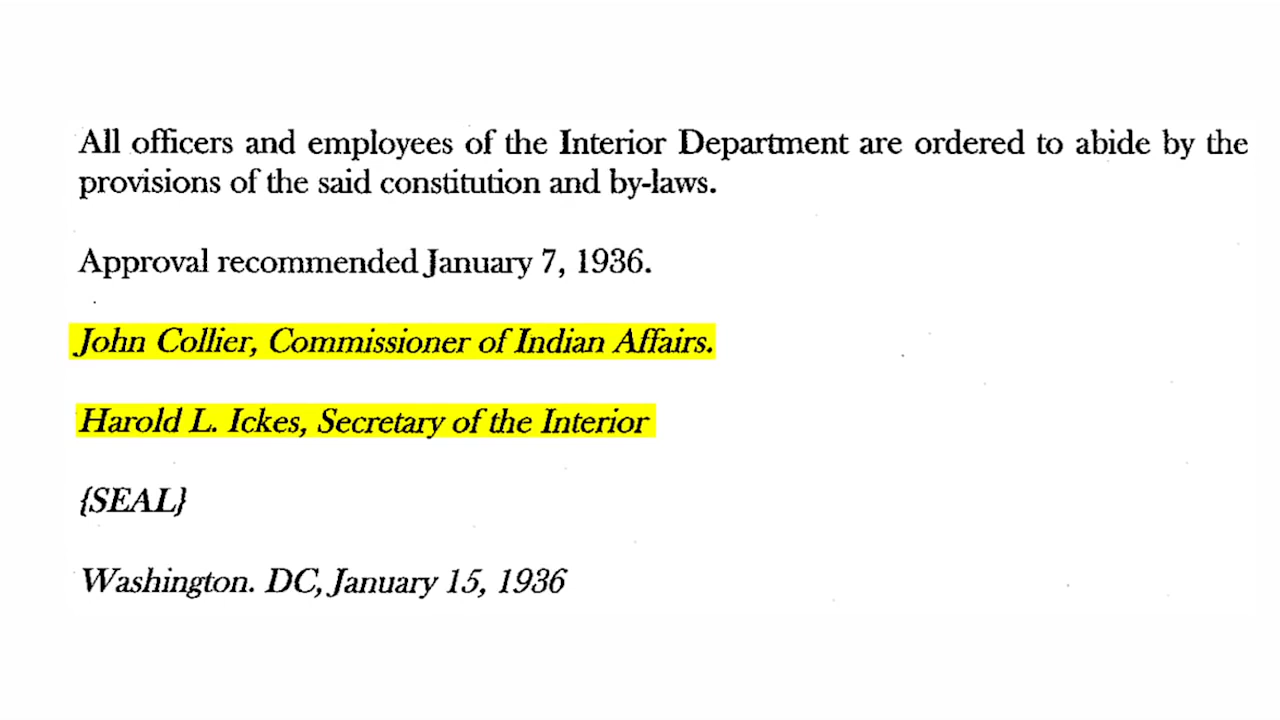 All officers and employees of the Interior Department are ordered to abide by the
provisions of the said constitution and by-laws.
Approval recommended January 7, 1936.
John Collier, Commissioner of Indian Affairs.
Harold L. Ickes, Secretary of the Interior
{SEAL}
Washington. DC, January 15, 1936